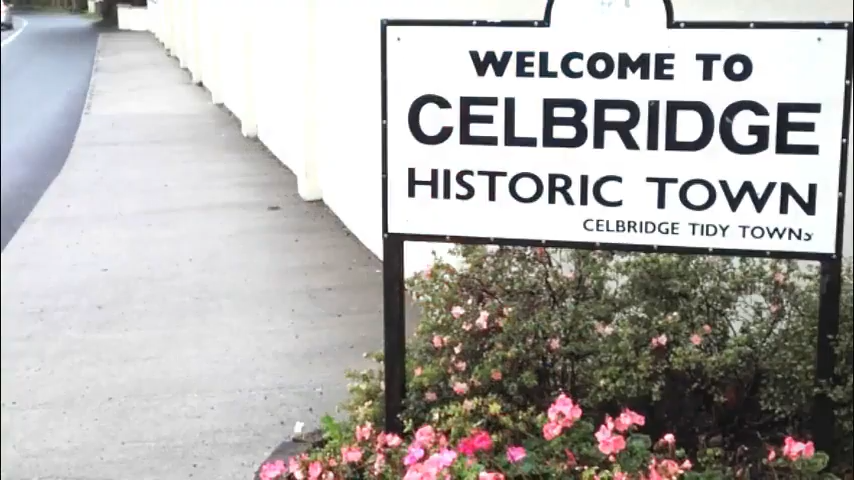 WELCOME TO
CELBRIDGE
HISTORIC TOWN
CELBRIDGE TIDY TOWNS